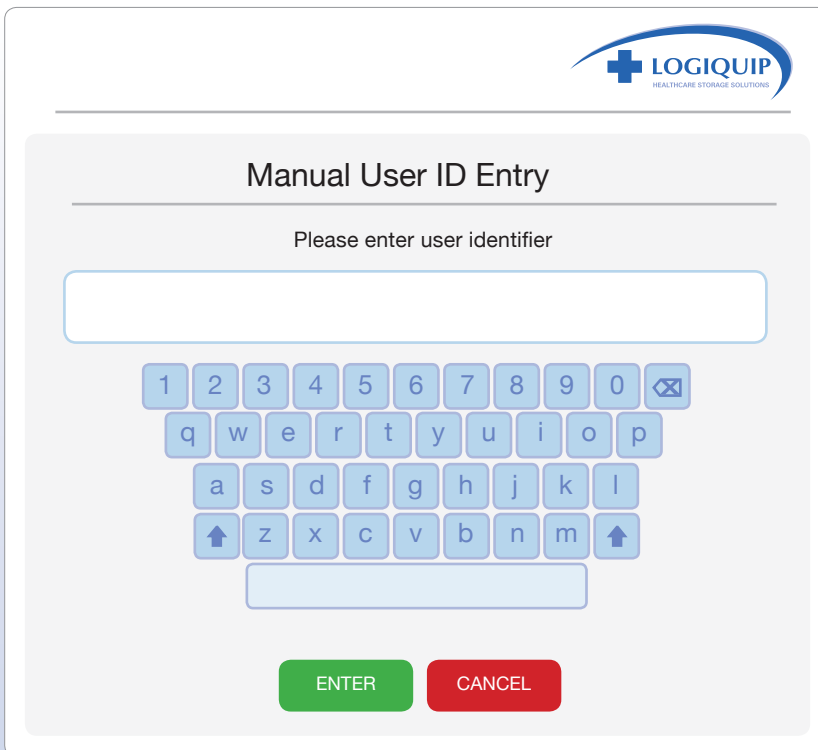 LOGIQUIP
HEALTHCARE STORAGE SOLUTIONS
Manual User ID Entry
Please enter user identifier
1 2 3 4 5 6 7 8 9 0
q w e r t y u i o p
a s d f g h j k l
z x c v b n m
ENTER CANCEL